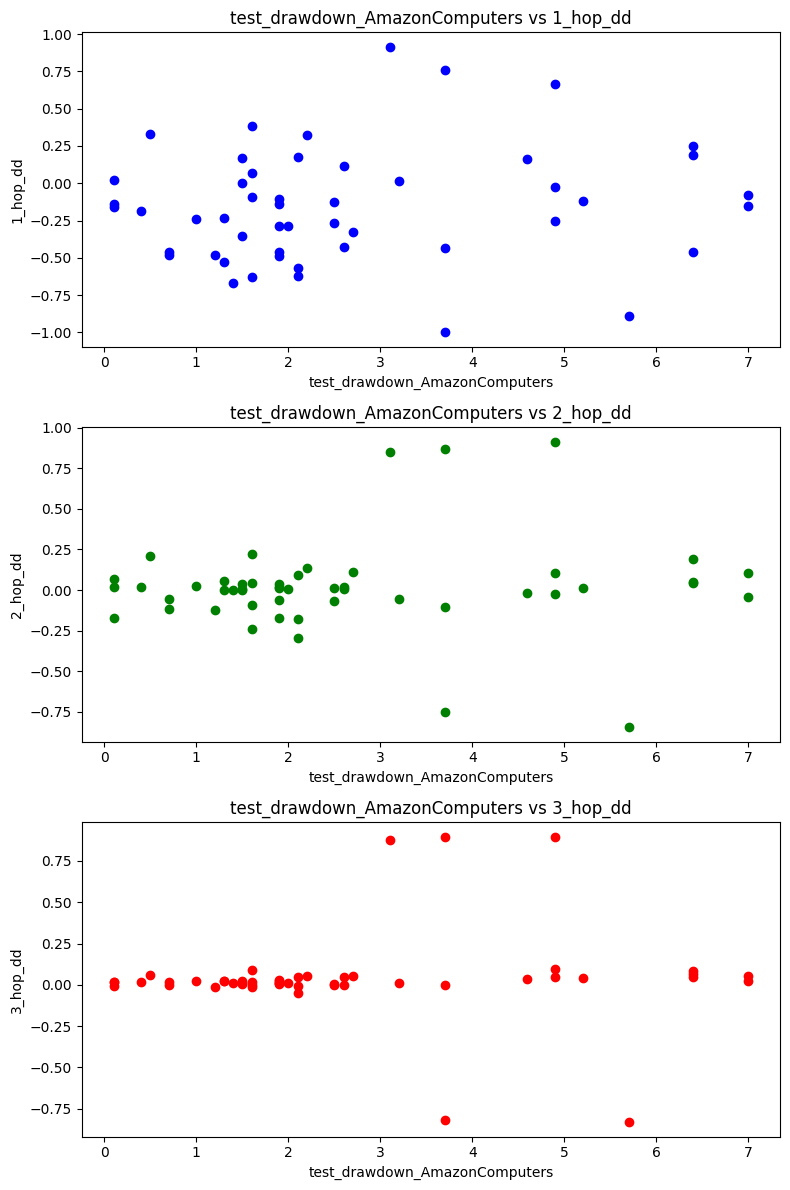 test_drawdown_AmazonComputers vs 1_hop_dd
1.00
0.75
0.50
0.25
0.00
−0.25
−0.50
−0.75
−1.00
1_hop_dd
0 1 2 3 4 5 6 7
test_drawdown_AmazonComputers
test_drawdown_AmazonComputers vs 2_hop_dd
1.00
0.75
0.50
0.25
0.00
−0.25
−0.50
−0.75
2_hop_dd
0 1 2 3 4 5 6 7
test_drawdown_AmazonComputers
test_drawdown_AmazonComputers vs 3_hop_dd
0.75
0.50
0.25
0.00
−0.25
−0.50
−0.75
3_hop_dd
0 1 2 3 4 5 6 7
test_drawdown_AmazonComputers